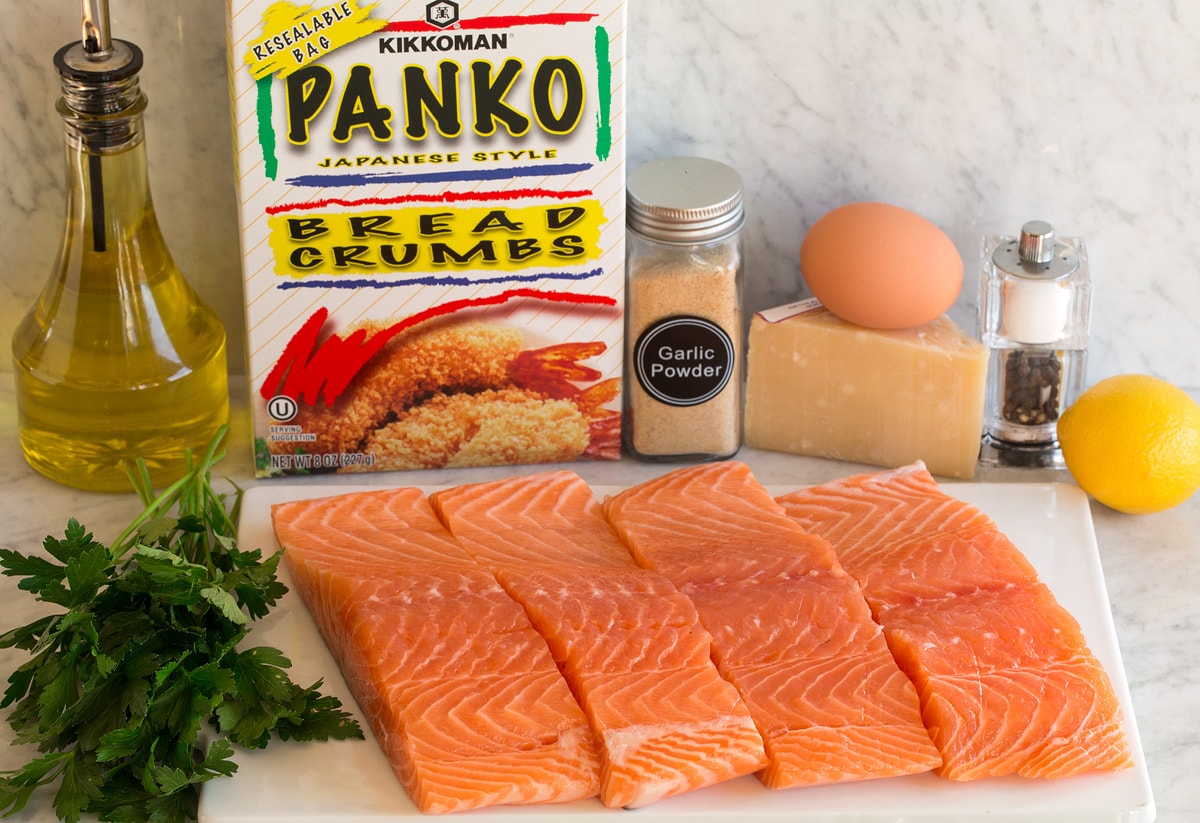 RESEALABLE
BAG
KIKKOMAN®
PANKO
JAPANESE STYLE
BREAD
CRUMBS
U
SERVING
SUGGESTION
NET WT 8 OZ (227g)
Garlic
Powder